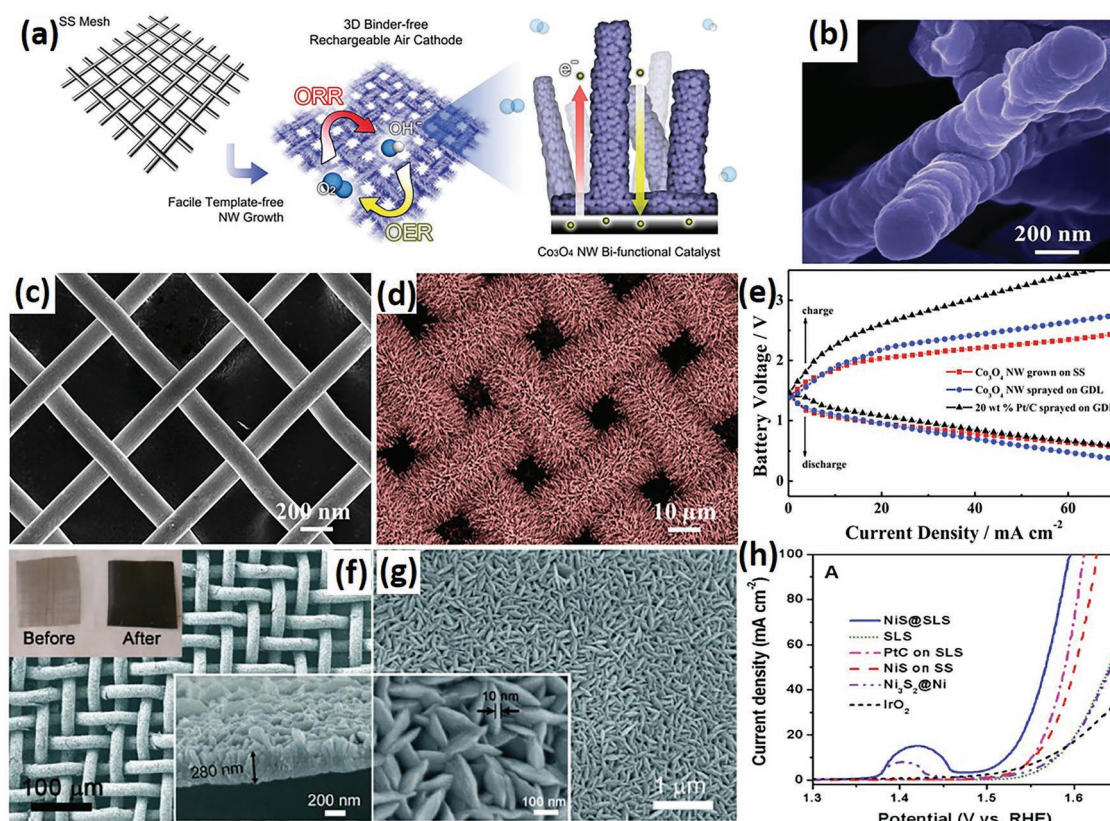 (a)
SS Mesh
3D Binder-free
Rechargeable Air Cathode
ORR
OH⁻
O₂
OER
Facile Template-free
NW Growth
e⁻
Co₃O₄ NW Bi-functional Catalyst
(b)
200 nm
(c)
200 nm
(d)
10 μm
(e)
Battery Voltage / V
3
2
1
0
charge
discharge
Co₃O₄ NW grown on SS
Co₃O₄ NW sprayed on GDL
20 wt % Pt/C sprayed on GDL
0 20 40 60
Current Density / mA cm⁻²
(f)
Before After
100 μm
280 nm
200 nm
(g)
10 nm
100 nm
1 μm
(h)
A
Current density (mA cm⁻²)
100
80
60
40
20
0
NiS@SLS
SLS
PtC on SLS
NiS on SS
Ni₃S₂@Ni
IrO₂
1.3 1.4 1.5 1.6
Potential (V vs. RHE)